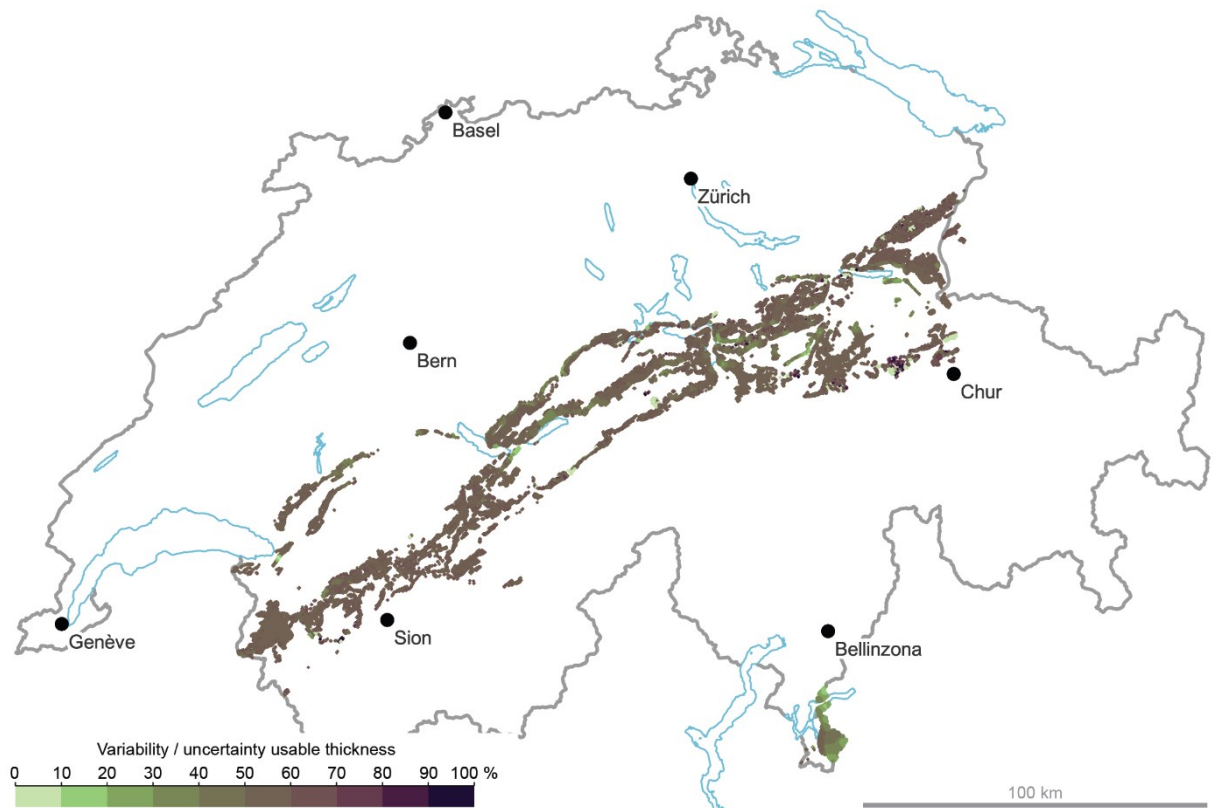 Basel
Zürich
Bern
Chur
Genève
Sion
Bellinzona
Variability / uncertainty usable thickness
0 10 20 30 40 50 60 70 80 90 100 %
100 km